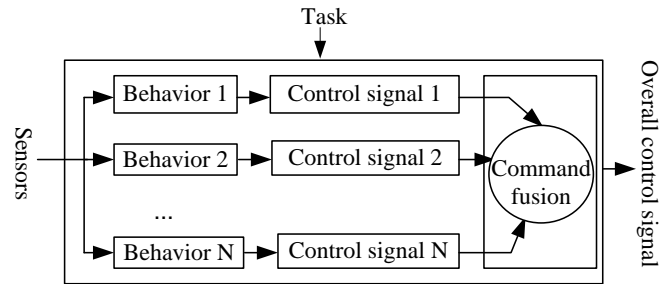 Task
Sensors
Behavior 1
Control signal 1
Behavior 2
Control signal 2
...
Behavior N
Control signal N
Command
fusion
Overall control signal